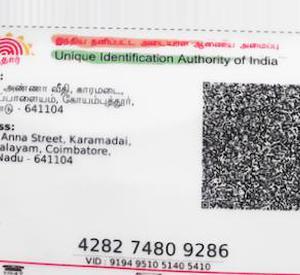 தார்
இந்திய தனிப்பட்ட அடையாள ஆணைய அமைப்பு
Unique Identification Authority of India
அண்ணா வீதி, காரமடை,
ப்பாளையம், கோயம்புத்தூர்,
டு - 641104
ss:
Anna Street, Karamadai,
alayam, Coimbatore,
Nadu - 641104
4282 7480 9286
VID : 9194 9510 5140 5410